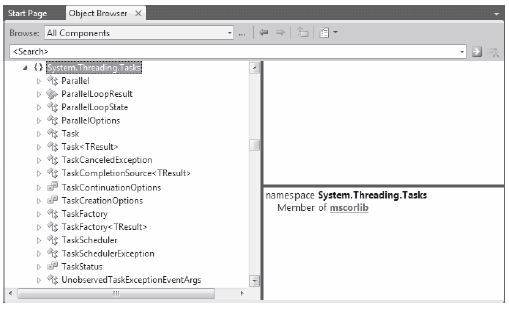 Start Page
Object Browser
Browse: All Components
...
<Search>
{} System.Threading.Tasks
Parallel
ParallelLoopResult
ParallelLoopState
ParallelOptions
Task
Task<TResult>
TaskCanceledException
TaskCompletionSource<TResult>
TaskContinuationOptions
TaskCreationOptions
TaskFactory
TaskFactory<TResult>
TaskScheduler
TaskSchedulerException
TaskStatus
UnobservedTaskExceptionEventArgs
namespace System.Threading.Tasks
Member of mscorlib